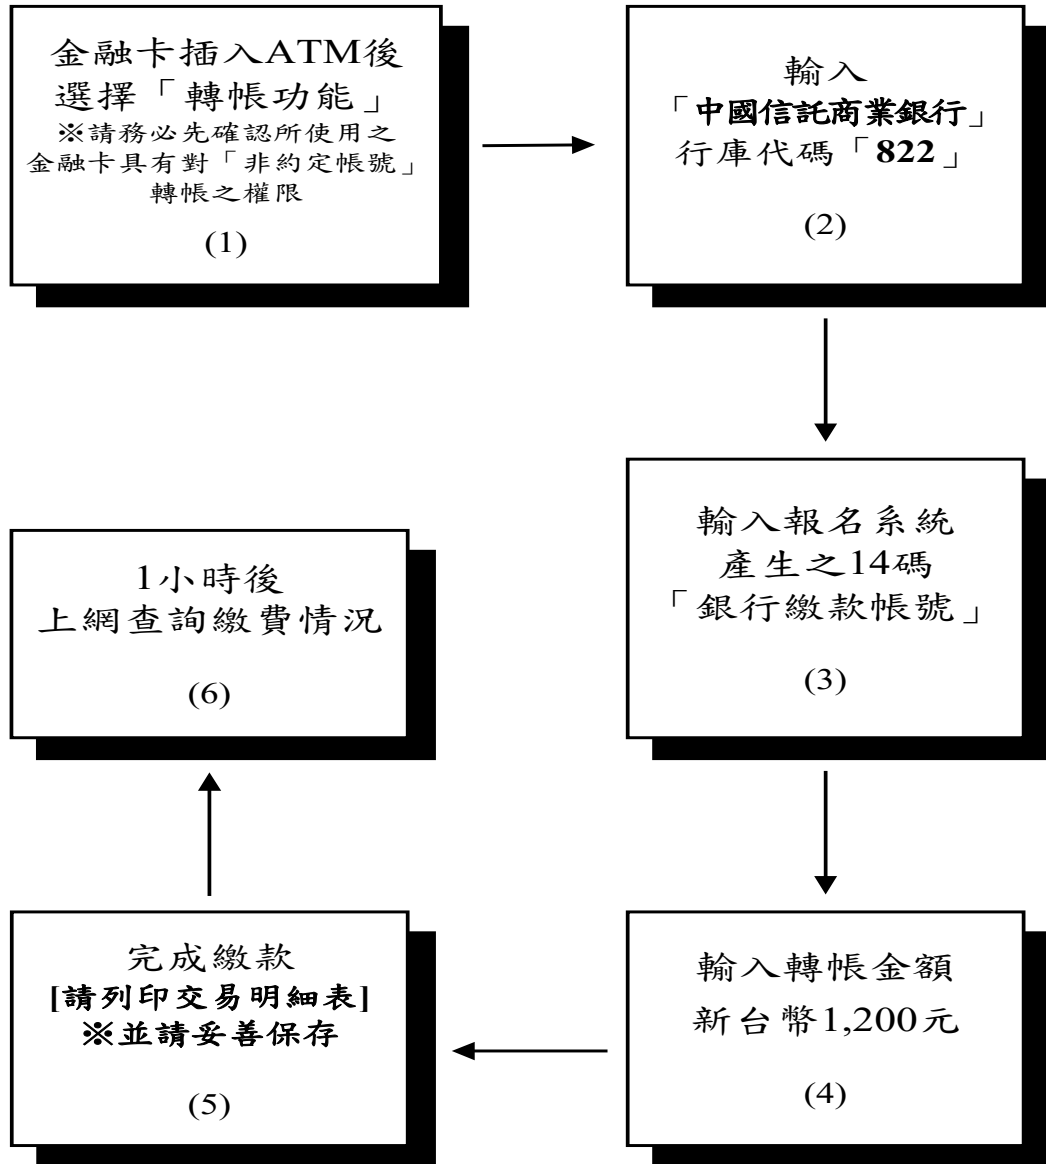 金融卡插入ATM後
選擇「轉帳功能」
※請務必先確認所使用之
金融卡具有對「非約定帳號」
轉帳之權限
(1)
輸入
「中國信託商業銀行」
行庫代碼「822」
(2)
輸入報名系統
產生之14碼
「銀行繳款帳號」
(3)
輸入轉帳金額
新台幣1,200元
(4)
完成繳款
[請列印交易明細表]
※並請妥善保存
(5)
1小時後
上網查詢繳費情況
(6)